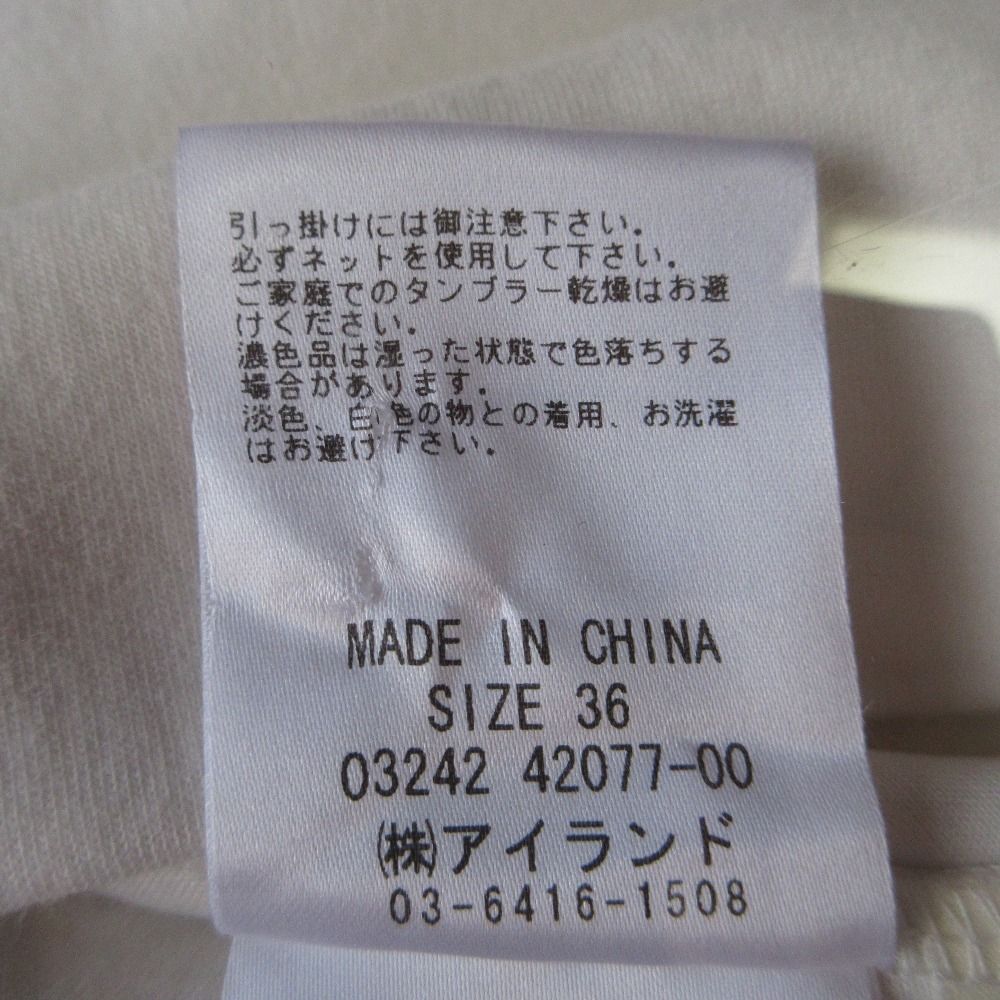 引っ掛けには御注意下さい。
必ずネットを使用して下さい。
ご家庭でのタンブラー乾燥はお避
けください。
濃色品は湿った状態で色落ちする
場合があります。
淡色、白色の物との着用、お洗濯
はお避け下さい。
MADE IN CHINA
SIZE 36
03242 42077-00
㈱アイランド
03-6416-1508